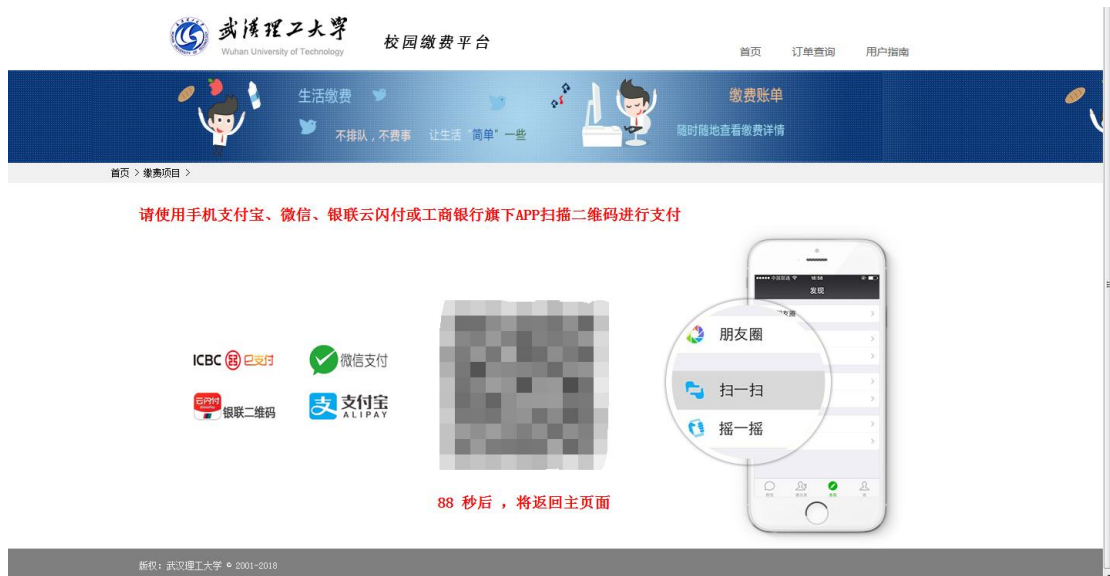 武汉理工大学
Wuhan University of Technology
校园缴费平台
首页 订单查询 用户指南
生活缴费
不排队，不费事 让生活“简单”一些
缴费账单
随时随地查看缴费详情
首页 > 缴费项目 >
请使用手机支付宝、微信、银联云闪付或工商银行旗下APP扫描二维码进行支付
发现
朋友圈
扫一扫
摇一摇
ICBC e支付
微信支付
云闪付
银联二维码
支付宝
ALIPAY
88 秒后 ，将返回主页面
版权：武汉理工大学 © 2001-2018